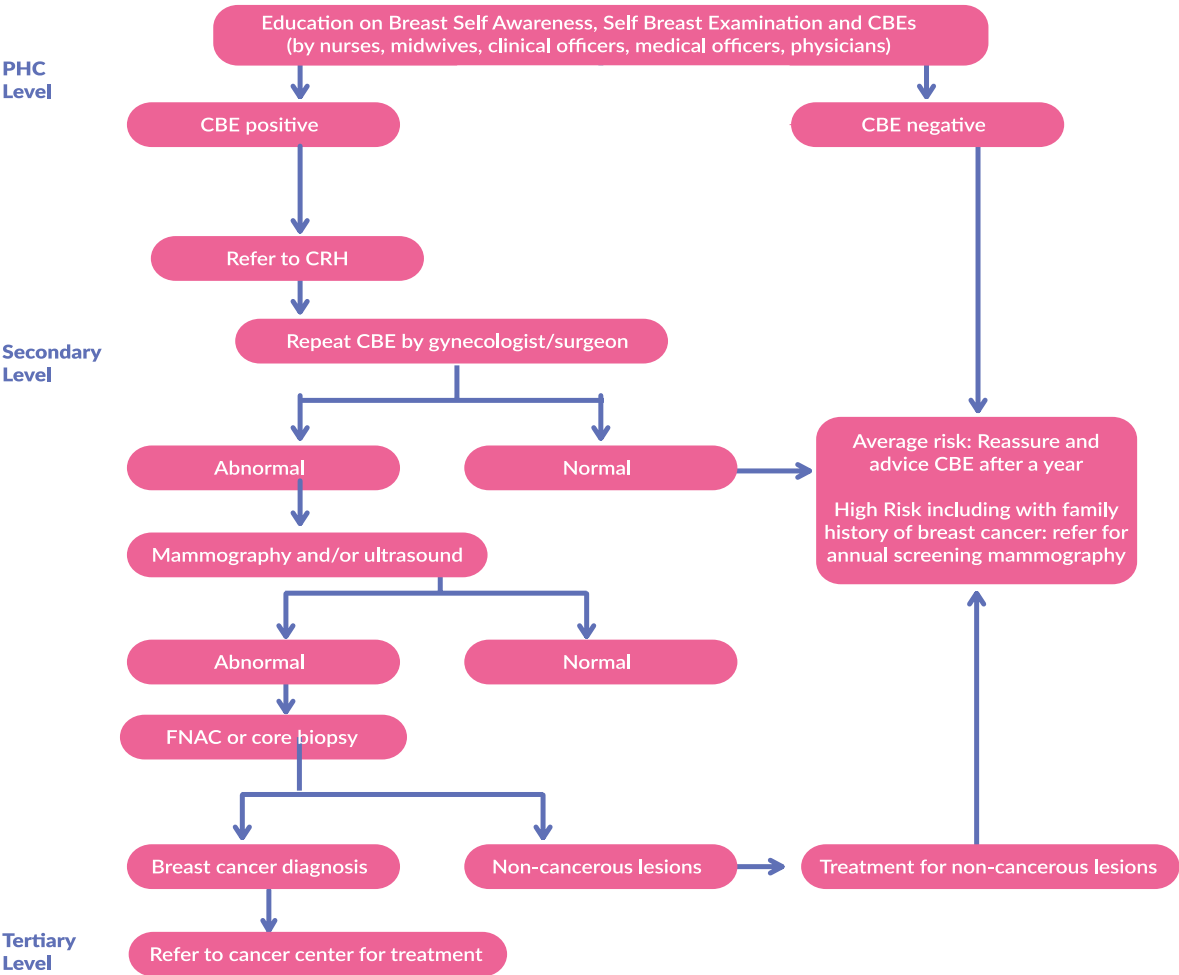 Education on Breast Self Awareness, Self Breast Examination and CBEs
(by nurses, midwives, clinical officers, medical officers, physicians)
PHC
Level
CBE positive
CBE negative
Refer to CRH
Repeat CBE by gynecologist/surgeon
Secondary
Level
Abnormal
Normal
Average risk: Reassure and
advice CBE after a year
High Risk including with family
history of breast cancer: refer for
annual screening mammography
Mammography and/or ultrasound
Abnormal
Normal
FNAC or core biopsy
Breast cancer diagnosis
Non-cancerous lesions
Treatment for non-cancerous lesions
Tertiary
Level
Refer to cancer center for treatment